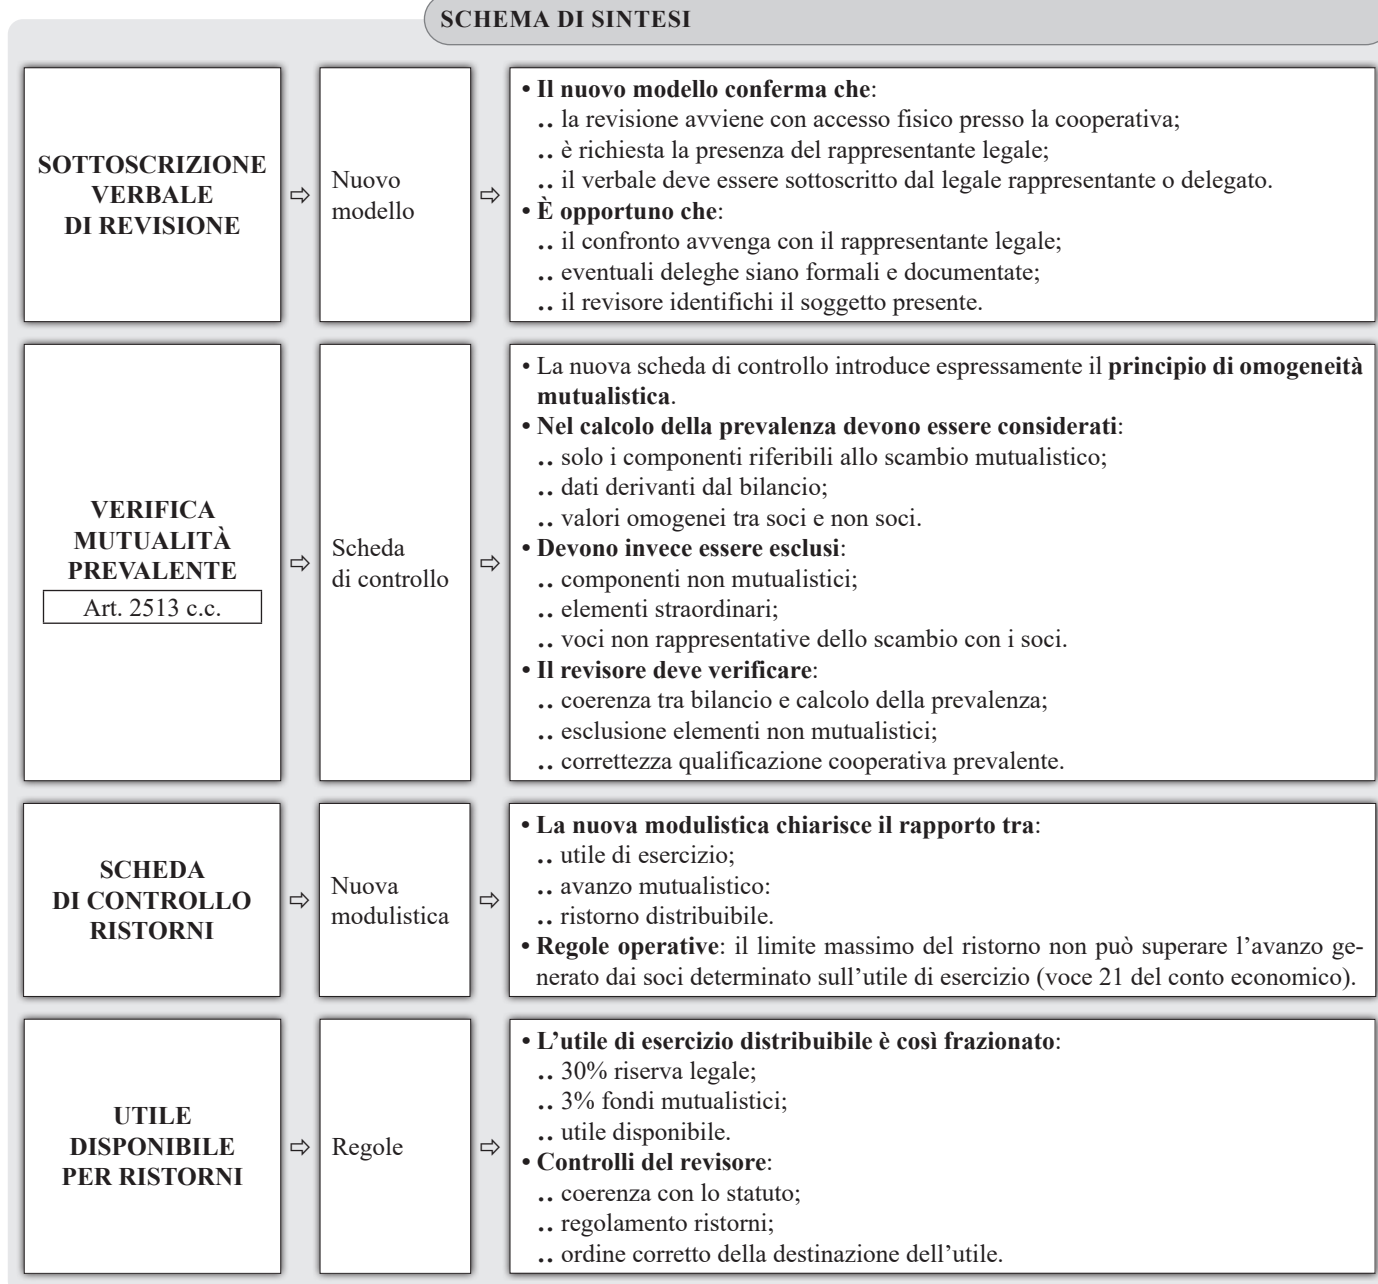 SCHEMA DI SINTESI
SOTTOSCRIZIONE
VERBALE
DI REVISIONE
⇨
Nuovo
modello
⇨
• Il nuovo modello conferma che:
.. la revisione avviene con accesso fisico presso la cooperativa;
.. è richiesta la presenza del rappresentante legale;
.. il verbale deve essere sottoscritto dal legale rappresentante o delegato.
• È opportuno che:
.. il confronto avvenga con il rappresentante legale;
.. eventuali deleghe siano formali e documentate;
.. il revisore identifichi il soggetto presente.
VERIFICA
MUTUALITÀ
PREVALENTE
Art. 2513 c.c.
⇨
Scheda
di controllo
⇨
• La nuova scheda di controllo introduce espressamente il principio di omogeneità
mutualistica.
• Nel calcolo della prevalenza devono essere considerati:
.. solo i componenti riferibili allo scambio mutualistico;
.. dati derivanti dal bilancio;
.. valori omogenei tra soci e non soci.
• Devono invece essere esclusi:
.. componenti non mutualistici;
.. elementi straordinari;
.. voci non rappresentative dello scambio con i soci.
• Il revisore deve verificare:
.. coerenza tra bilancio e calcolo della prevalenza;
.. esclusione elementi non mutualistici;
.. correttezza qualificazione cooperativa prevalente.
SCHEDA
DI CONTROLLO
RISTORNI
⇨
Nuova
modulistica
⇨
• La nuova modulistica chiarisce il rapporto tra:
.. utile di esercizio;
.. avanzo mutualistico:
.. ristorno distribuibile.
• Regole operative: il limite massimo del ristorno non può superare l’avanzo ge-
nerato dai soci determinato sull’utile di esercizio (voce 21 del conto economico).
UTILE
DISPONIBILE
PER RISTORNI
⇨
Regole
⇨
• L’utile di esercizio distribuibile è così frazionato:
.. 30% riserva legale;
.. 3% fondi mutualistici;
.. utile disponibile.
• Controlli del revisore:
.. coerenza con lo statuto;
.. regolamento ristorni;
.. ordine corretto della destinazione dell’utile.